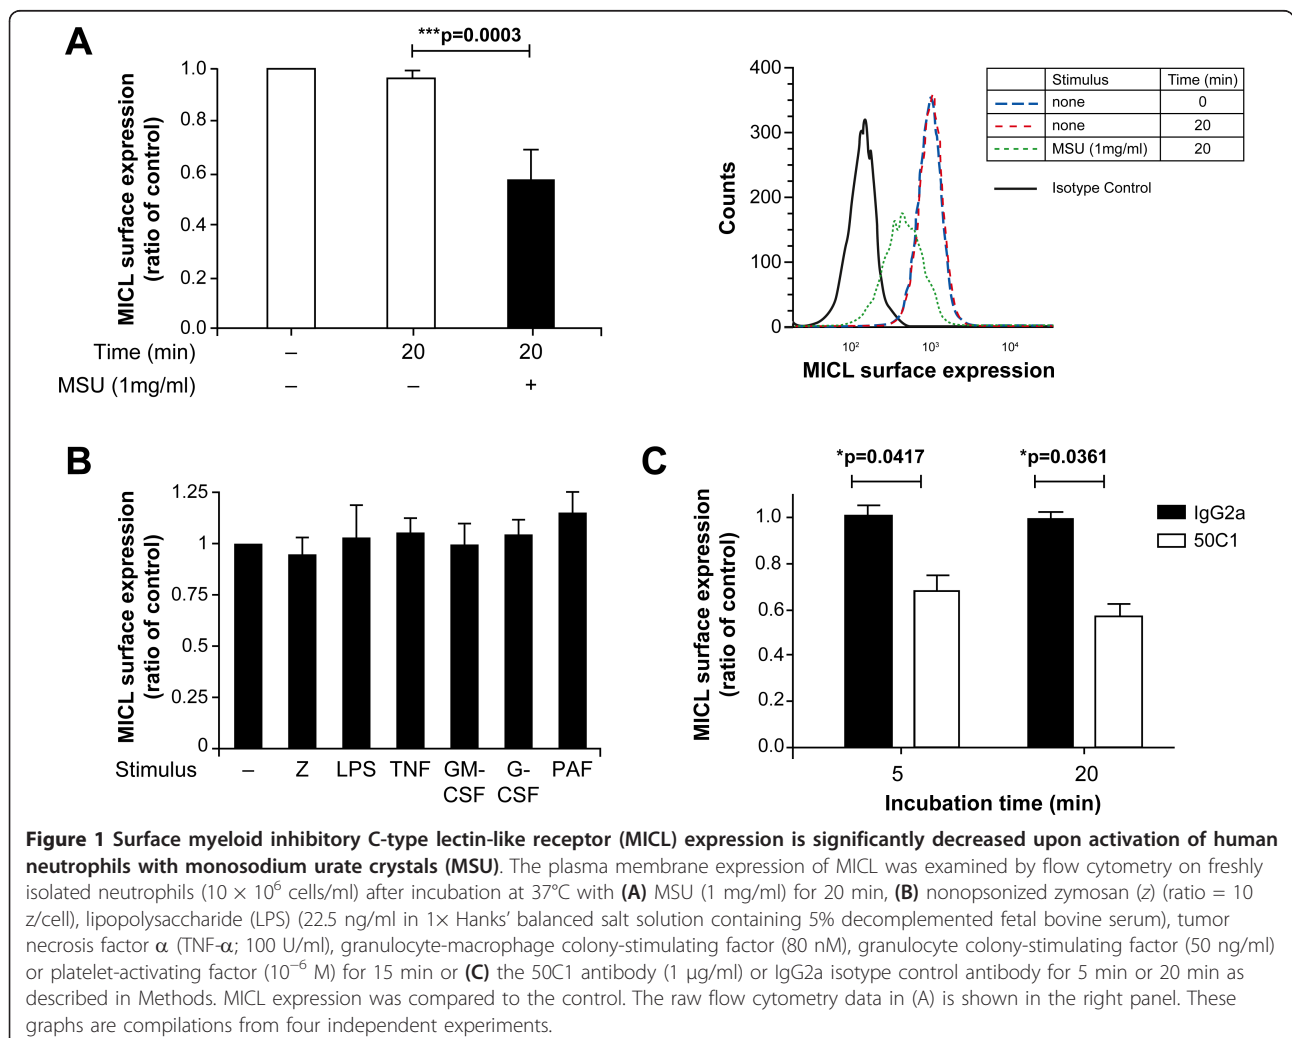 A
***p=0.0003
MICL surface expression
(ratio of control)
1.0
0.8
0.6
0.4
0.2
0.0
Time (min) – 20 20
MSU (1mg/ml) – – +
Counts
400
300
200
100
0
10² 10³ 10⁴
MICL surface expression
Stimulus Time (min)
none 0
none 20
MSU (1mg/ml) 20
Isotype Control
B
MICL surface expression
(ratio of control)
1.25
1
0.75
0.5
0.25
0
Stimulus – Z LPS TNF GM- G- PAF
CSF CSF
C
*p=0.0417 *p=0.0361
MICL surface expression
(ratio of control)
1.0
0.8
0.6
0.4
0.2
0.0
IgG2a
50C1
5 20
Incubation time (min)
Figure 1 Surface myeloid inhibitory C-type lectin-like receptor (MICL) expression is significantly decreased upon activation of human
neutrophils with monosodium urate crystals (MSU). The plasma membrane expression of MICL was examined by flow cytometry on freshly
isolated neutrophils (10 × 10⁶ cells/ml) after incubation at 37°C with (A) MSU (1 mg/ml) for 20 min, (B) nonopsonized zymosan (z) (ratio = 10
z/cell), lipopolysaccharide (LPS) (22.5 ng/ml in 1× Hanks’ balanced salt solution containing 5% decomplemented fetal bovine serum), tumor
necrosis factor α (TNF-α; 100 U/ml), granulocyte-macrophage colony-stimulating factor (80 nM), granulocyte colony-stimulating factor (50 ng/ml)
or platelet-activating factor (10⁻⁶ M) for 15 min or (C) the 50C1 antibody (1 μg/ml) or IgG2a isotype control antibody for 5 min or 20 min as
described in Methods. MICL expression was compared to the control. The raw flow cytometry data in (A) is shown in the right panel. These
graphs are compilations from four independent experiments.